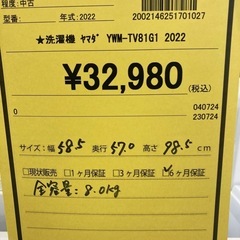 程度:中古
年式:2022
型番:
2002146251701027
★洗濯機 ヤマダ YWM-TV81G1 2022
¥32,980
(税込)
040724
230724
サイズ:幅 58.5 奥行 57.0 高さ 98.5 cm
□現状販売 □1ヶ月保証 □3ヶ月保証 ☑6ヶ月保証
全容量:8.0kg